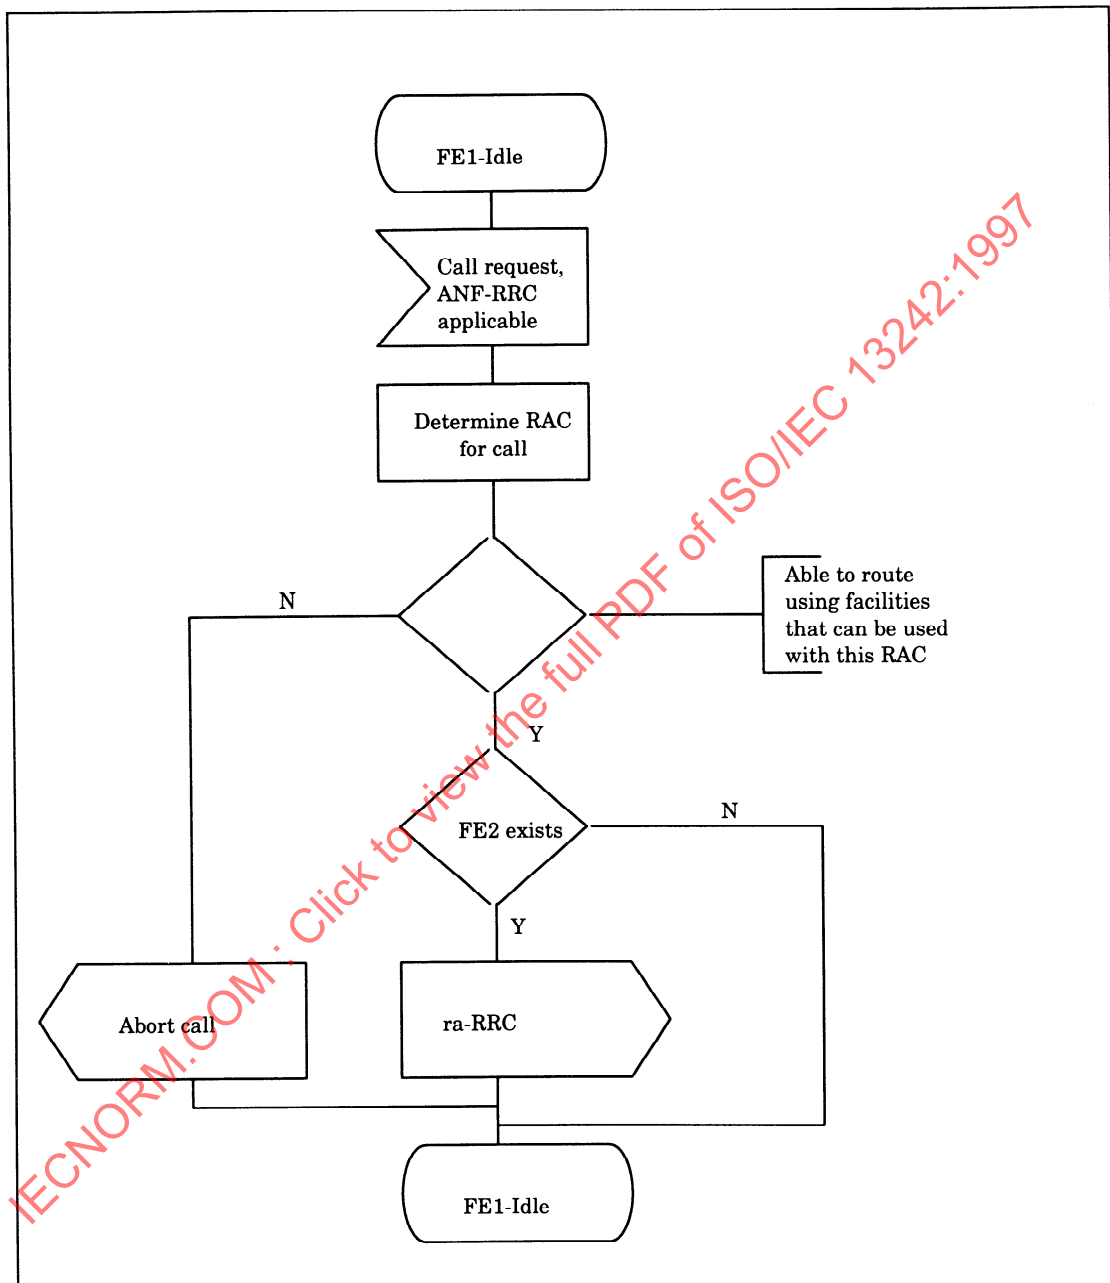 FE1-Idle
Call request,
ANF-RRC
applicable
Determine RAC
for call
N
Able to route
using facilities
that can be used
with this RAC
Y
FE2 exists
N
Y
Abort call
ra-RRC
FE1-Idle
IECNORM.COM : Click to view the full PDF of ISO/IEC 13242:1997